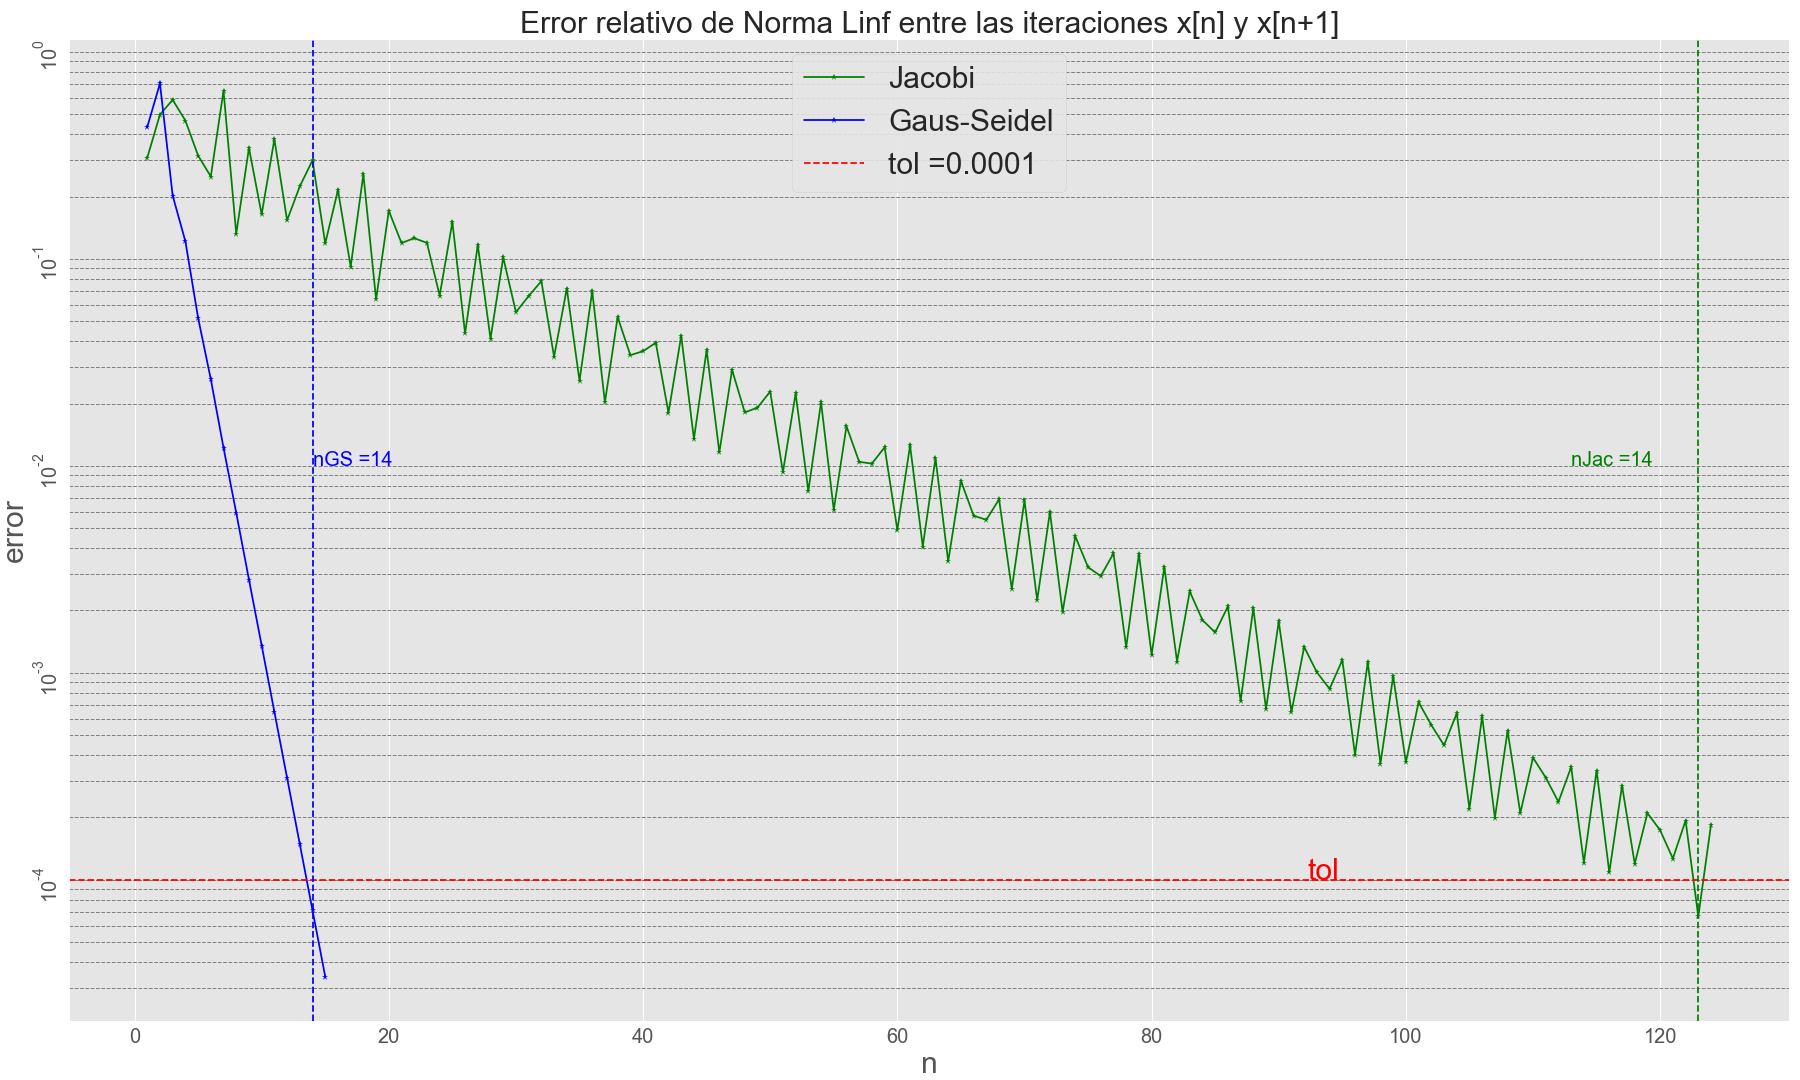 Error relativo de Norma Linf entre las iteraciones x[n] y x[n+1]
Jacobi
Gaus-Seidel
tol =0.0001
10^0
10^-1
10^-2
10^-3
10^-4
error
nGS =14
nJac =14
tol
0 20 40 60 80 100 120
n